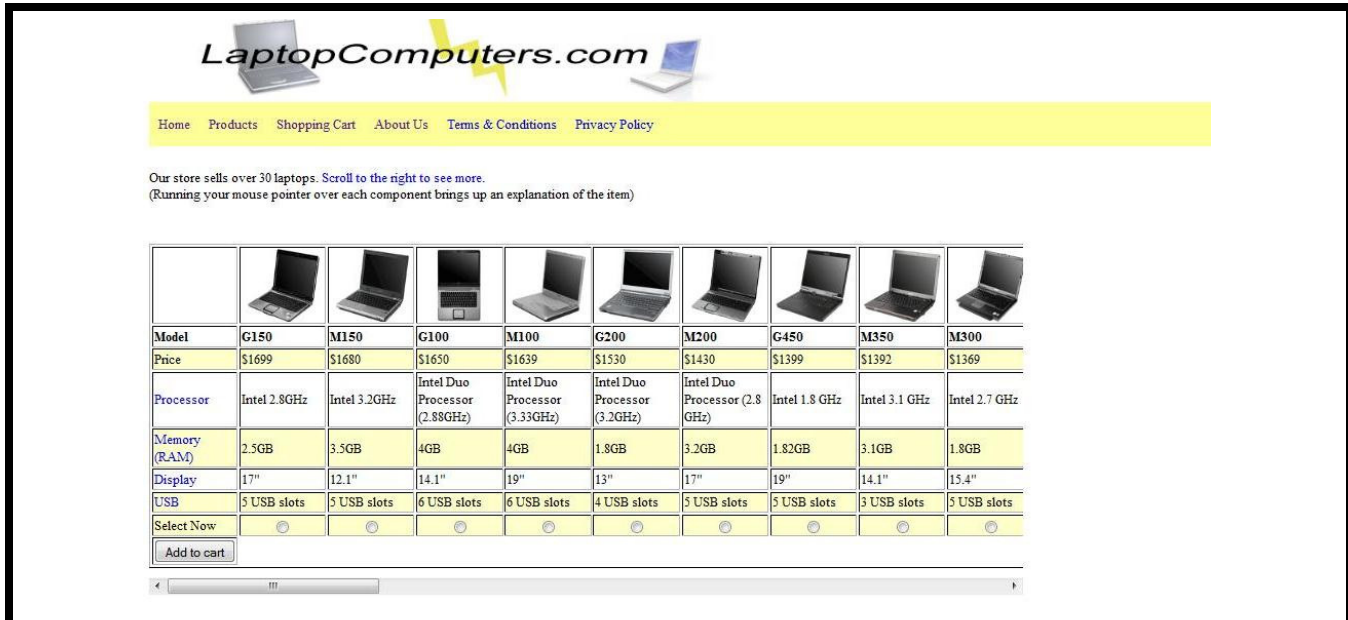 LaptopComputers.com
Home Products Shopping Cart About Us Terms & Conditions Privacy Policy
Our store sells over 30 laptops. Scroll to the right to see more.
(Running your mouse pointer over each component brings up an explanation of the item)
Model G150 M150 G100 M100 G200 M200 G450 M350 M300
Price $1699 $1680 $1650 $1639 $1530 $1430 $1399 $1392 $1369
Processor Intel 2.8GHz Intel 3.2GHz Intel Duo Processor (2.88GHz) Intel Duo Processor (3.33GHz) Intel Duo Processor (3.2GHz) Intel Duo Processor (2.8 GHz) Intel 1.8 GHz Intel 3.1 GHz Intel 2.7 GHz
Memory (RAM) 2.5GB 3.5GB 4GB 4GB 1.8GB 3.2GB 1.82GB 3.1GB 1.8GB
Display 17" 12.1" 14.1" 19" 13" 17" 19" 14.1" 15.4"
USB 5 USB slots 5 USB slots 6 USB slots 6 USB slots 4 USB slots 5 USB slots 5 USB slots 3 USB slots 5 USB slots
Select Now
Add to cart